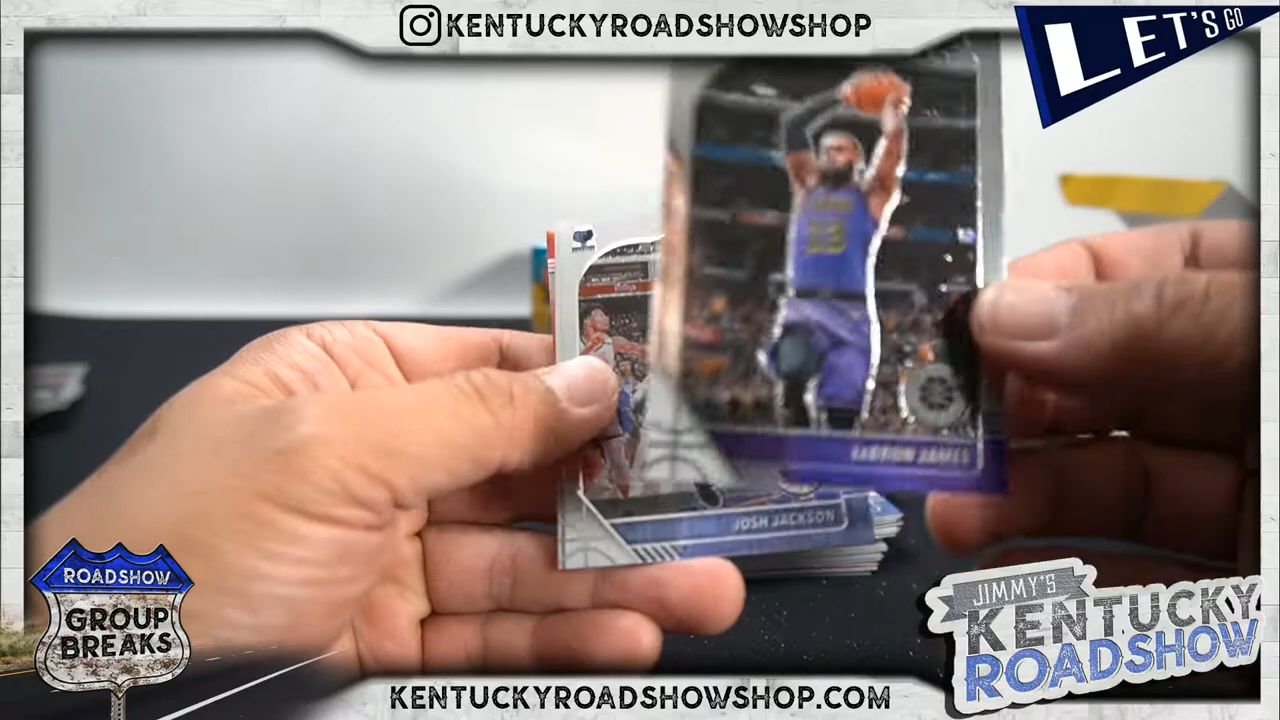 KENTUCKYROADSHOWSHOP
LET'S GO
LEBRON JAMES
JOSH JACKSON
ROADSHOW
GROUP
BREAKS
JIMMY'S
KENTUCKY
ROADSHOW
KENTUCKYROADSHOWSHOP.COM